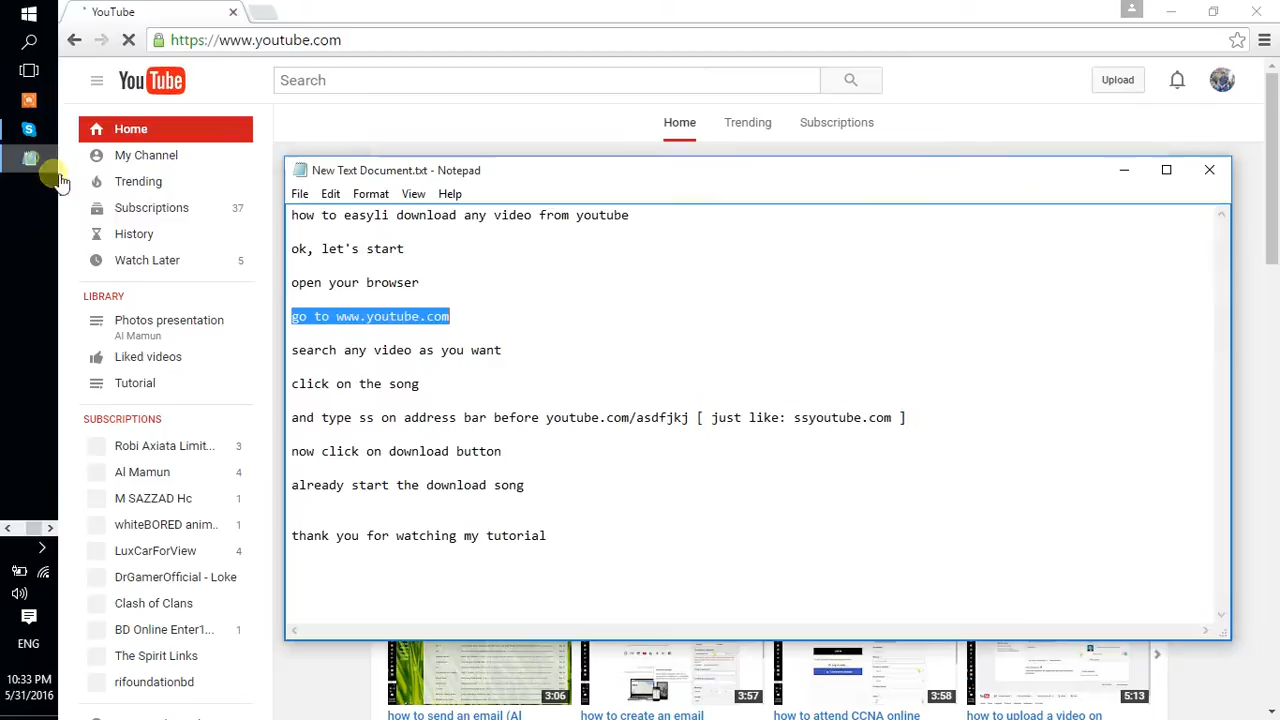 YouTube
https://www.youtube.com
YouTube
Search
Upload
Home
Trending
Subscriptions
Home
My Channel
Trending
Subscriptions 37
History
Watch Later 5
LIBRARY
Photos presentation
Al Mamun
Liked videos
Tutorial
SUBSCRIPTIONS
Robi Axiata Limit... 3
Al Mamun 4
M SAZZAD Hc 1
whiteBORED anim.. 1
LuxCarForView 4
DrGamerOfficial - Loke
Clash of Clans
BD Online Enter1... 1
The Spirit Links
rifoundationbd
New Text Document.txt - Notepad
File Edit Format View Help
how to easyli download any video from youtube
ok, let's start
open your browser
go to www.youtube.com
search any video as you want
click on the song
and type ss on address bar before youtube.com/asdfjkj [ just like: ssyoutube.com ]
now click on download button
already start the download song
thank you for watching my tutorial
3:06
3:57
3:58
5:13
how to send an email (Al
how to create an email
how to attend CCNA online
how to upload a video on
ENG
10:33 PM
5/31/2016